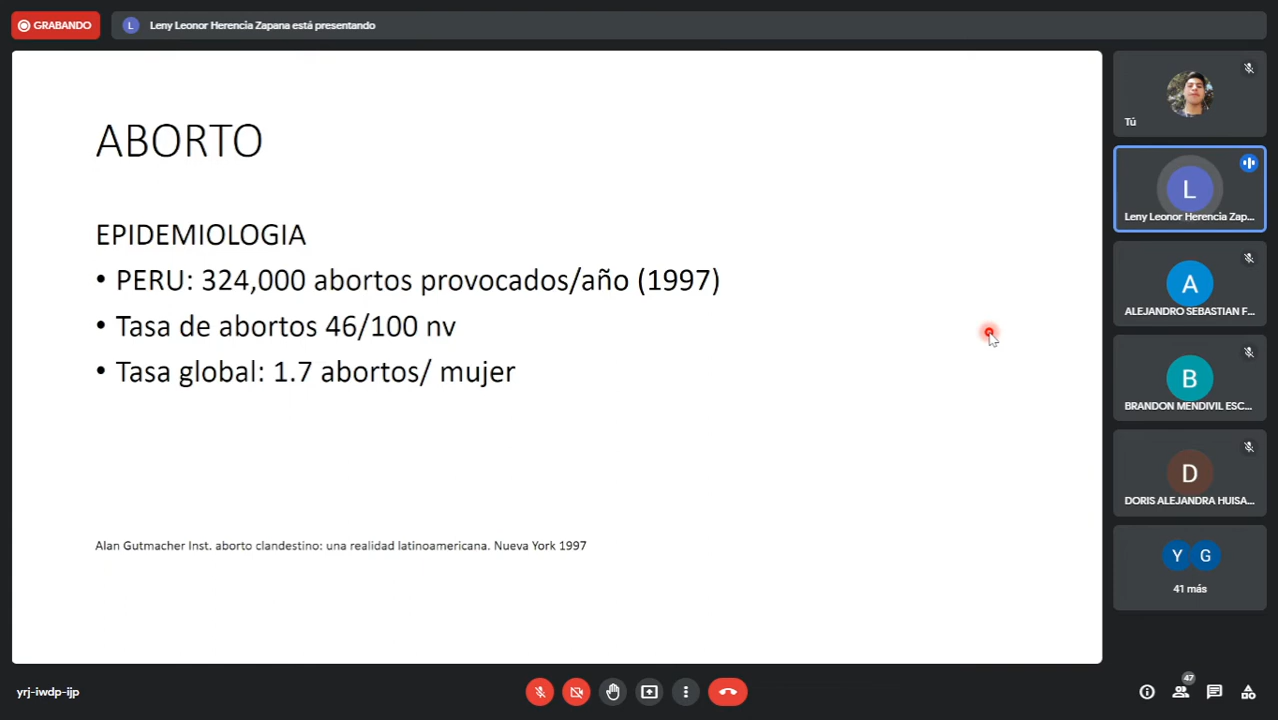 GRABANDO
L Leny Leonor Herencia Zapana está presentando
ABORTO
EPIDEMIOLOGIA
• PERU: 324,000 abortos provocados/año (1997)
• Tasa de abortos 46/100 nv
• Tasa global: 1.7 abortos/ mujer
Alan Gutmacher Inst. aborto clandestino: una realidad latinoamericana. Nueva York 1997
Tú
L
Leny Leonor Herencia Zap...
A
ALEJANDRO SEBASTIAN F...
B
BRANDON MENDIVIL ESC...
D
DORIS ALEJANDRA HUISA...
Y G
41 más
yrj-iwdp-ijp
47